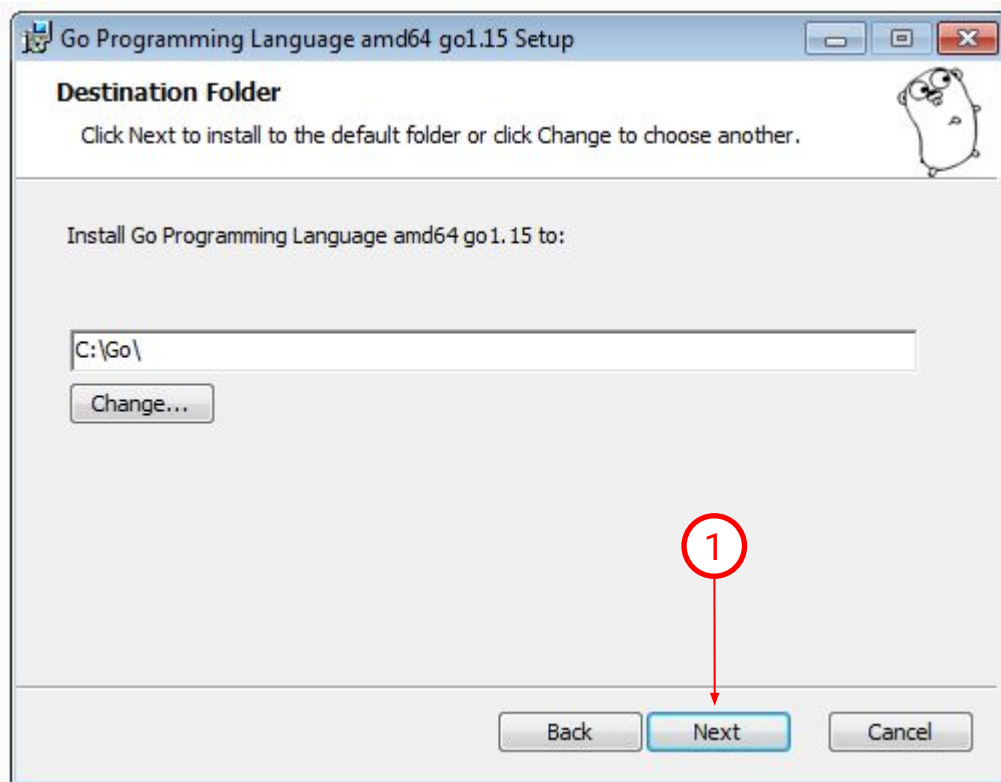 Go Programming Language amd64 go1.15 Setup
Destination Folder
Click Next to install to the default folder or click Change to choose another.
Install Go Programming Language amd64 go1.15 to:
C:\Go\
Change...
1
Back Next Cancel